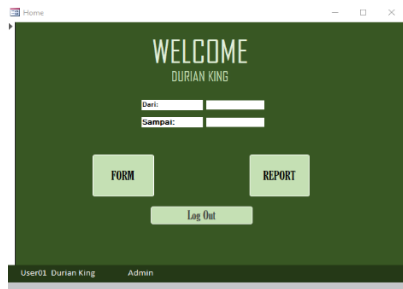 Home
WELCOME
DURIAN KING
Dari:
Sampai:
FORM REPORT
Log Out
User01 Durian King Admin